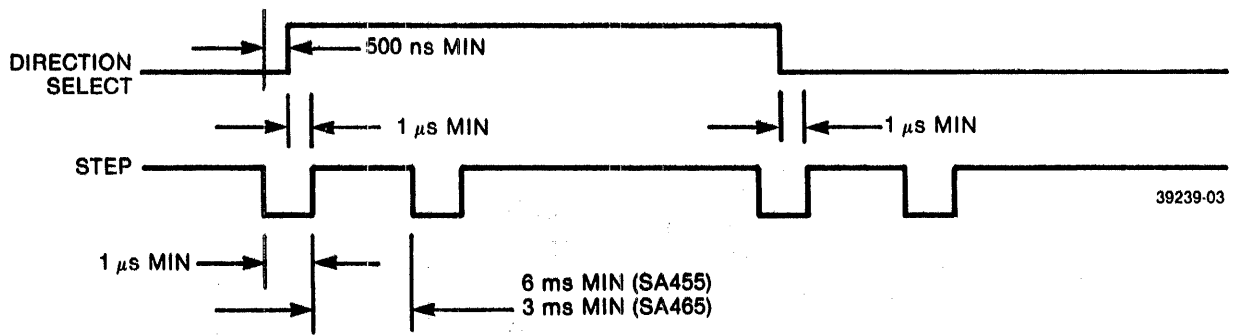 500 ns MIN
DIRECTION
SELECT
1 μs MIN
1 μs MIN
STEP
39239-03
1 μs MIN
6 ms MIN (SA455)
3 ms MIN (SA465)